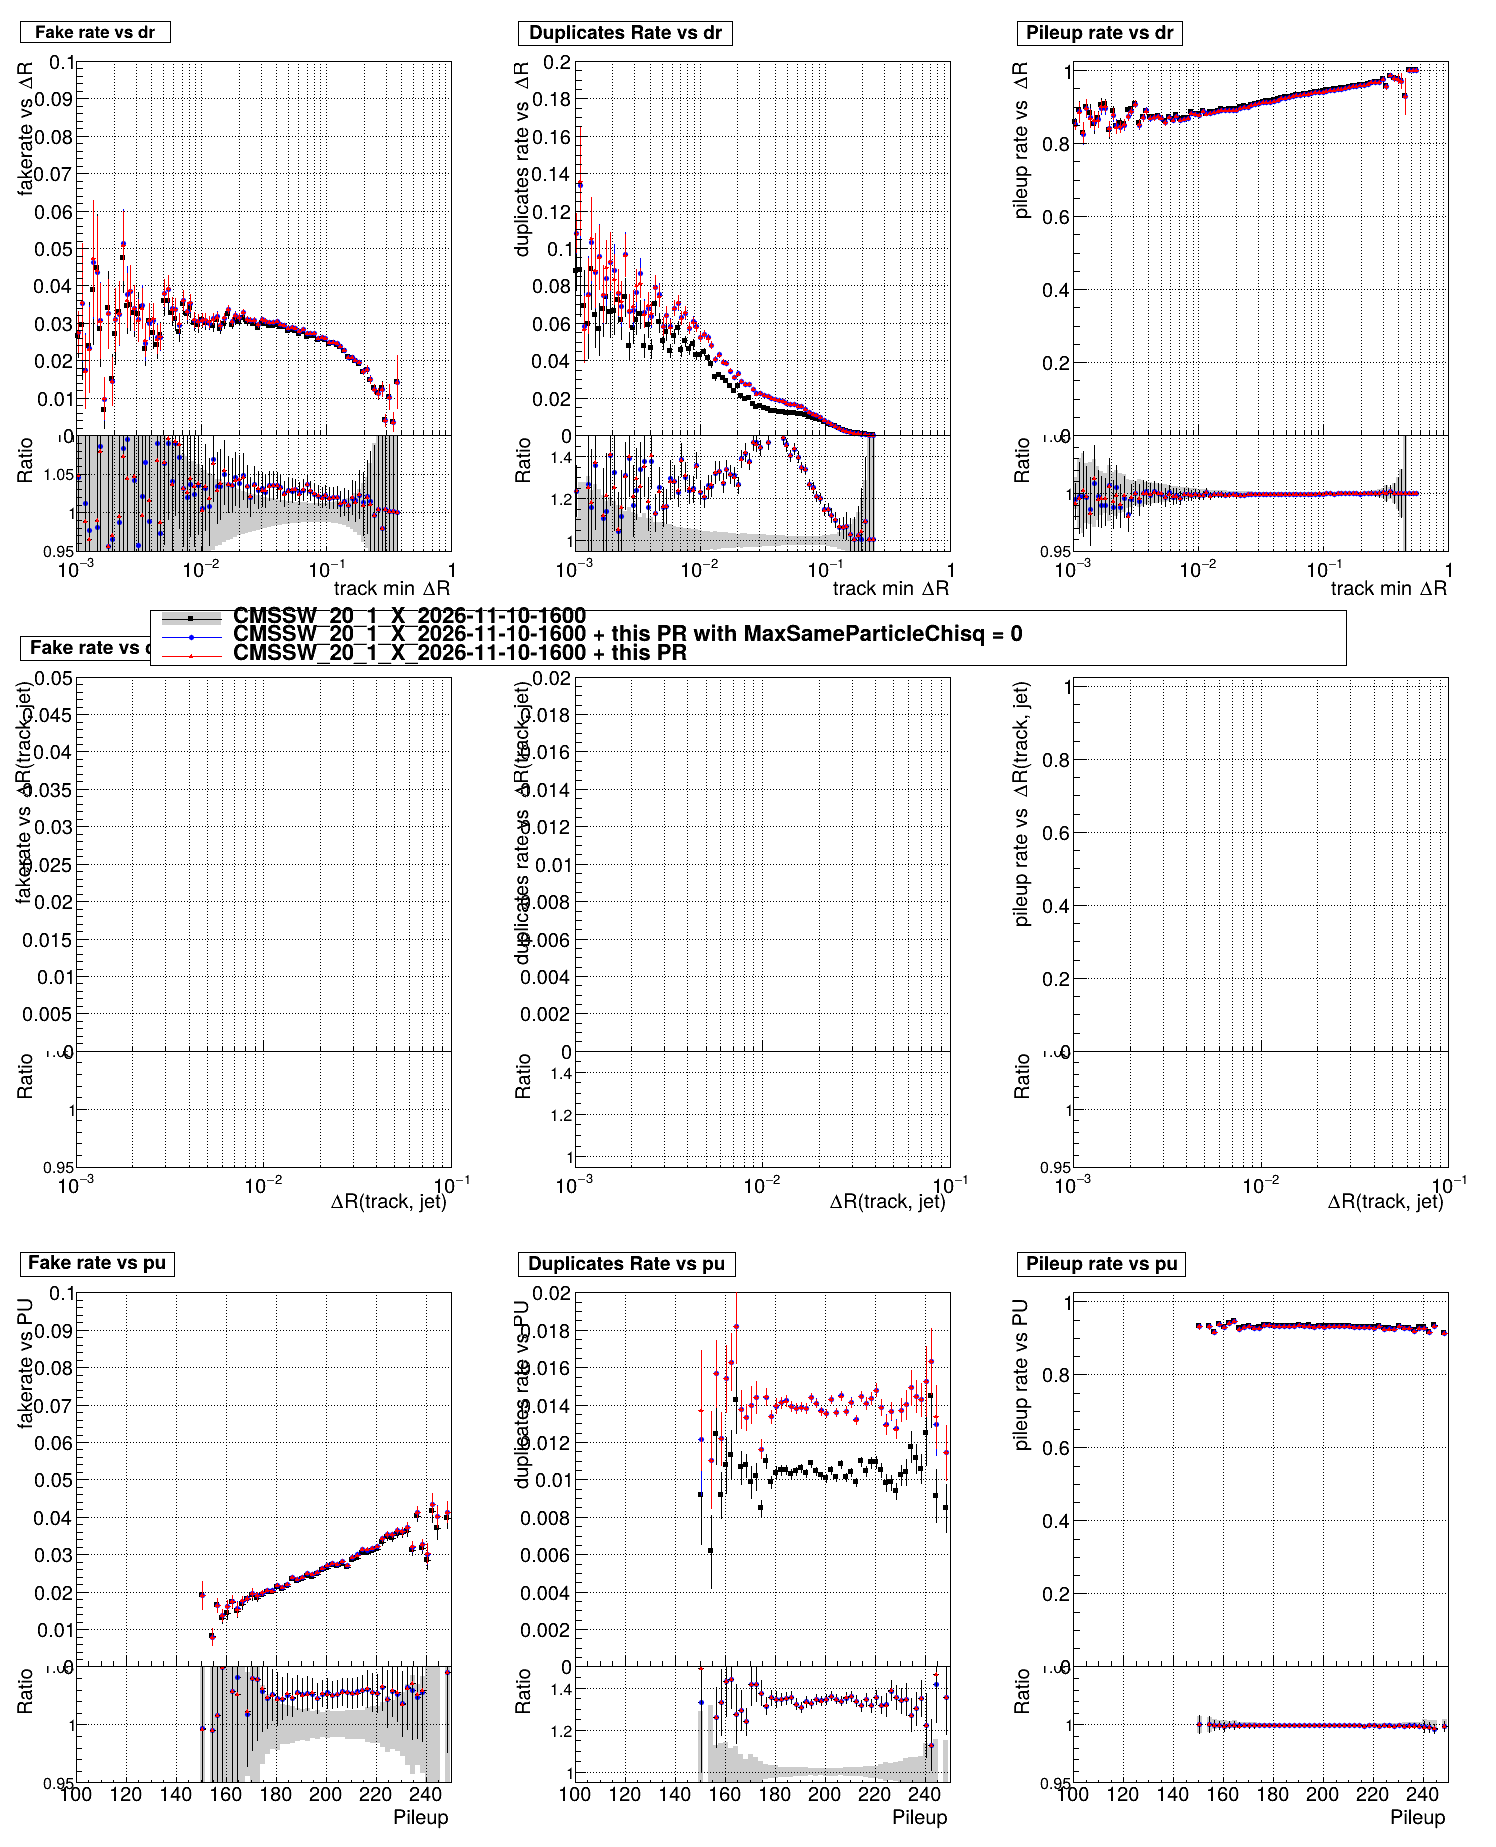 Fake rate vs dr
Duplicates Rate vs dr
Pileup rate vs dr
fakerate vs ΔR
0.1
0.09
0.08
0.07
0.06
0.05
0.04
0.03
0.02
0.01
0
Ratio
1.05
1
0.95
10⁻³ 10⁻² 10⁻¹ 1
track min ΔR
duplicates rate vs ΔR
0.2
0.18
0.16
0.14
0.12
0.1
0.08
0.06
0.04
0.02
0
Ratio
1.4
1.2
1
10⁻³ 10⁻² 10⁻¹ 1
track min ΔR
pileup rate vs ΔR
1
0.8
0.6
0.4
0.2
0
Ratio
1
0.95
10⁻³ 10⁻² 10⁻¹ 1
track min ΔR
CMSSW_20_1_X_2026-11-10-1600
CMSSW_20_1_X_2026-11-10-1600 + this PR with MaxSameParticleChisq = 0
CMSSW_20_1_X_2026-11-10-1600 + this PR
Fake rate vs
fakerate vs ΔR(track, jet)
0.05
0.045
0.04
0.035
0.03
0.025
0.02
0.015
0.01
0.005
0
Ratio
1
0.95
10⁻³ 10⁻² 10⁻¹
ΔR(track, jet)
duplicates rate vs ΔR(track, jet)
0.02
0.018
0.016
0.014
0.012
0.01
0.008
0.006
0.004
0.002
0
Ratio
1.4
1.2
1
10⁻³ 10⁻² 10⁻¹
ΔR(track, jet)
pileup rate vs ΔR(track, jet)
1
0.8
0.6
0.4
0.2
0
Ratio
1
0.95
10⁻³ 10⁻² 10⁻¹
ΔR(track, jet)
Fake rate vs pu
Duplicates Rate vs pu
Pileup rate vs pu
fakerate vs PU
0.1
0.09
0.08
0.07
0.06
0.05
0.04
0.03
0.02
0.01
0
Ratio
1
0.95
100 120 140 160 180 200 220 240
Pileup
duplicates rate vs PU
0.02
0.018
0.016
0.014
0.012
0.01
0.008
0.006
0.004
0.002
0
Ratio
1.4
1.2
1
100 120 140 160 180 200 220 240
Pileup
pileup rate vs PU
1
0.8
0.6
0.4
0.2
0
Ratio
1
0.95
100 120 140 160 180 200 220 240
Pileup